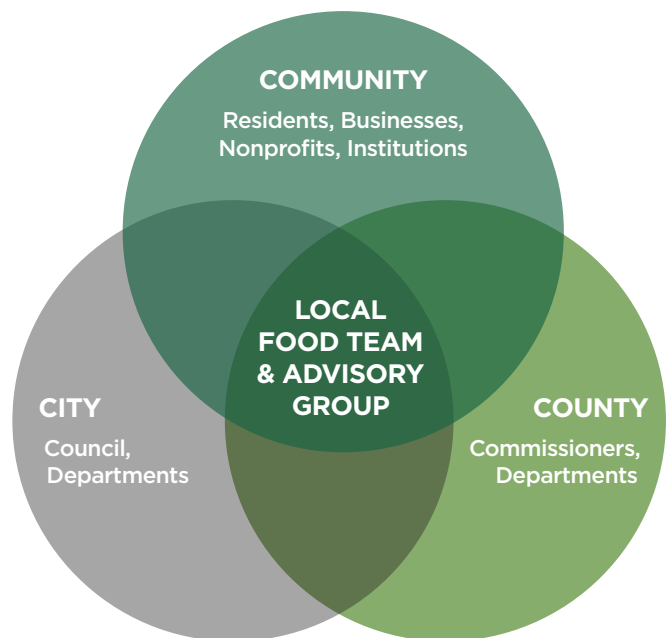 COMMUNITY
Residents, Businesses,
Nonprofits, Institutions
LOCAL
FOOD TEAM
& ADVISORY
GROUP
CITY
Council,
Departments
COUNTY
Commissioners,
Departments